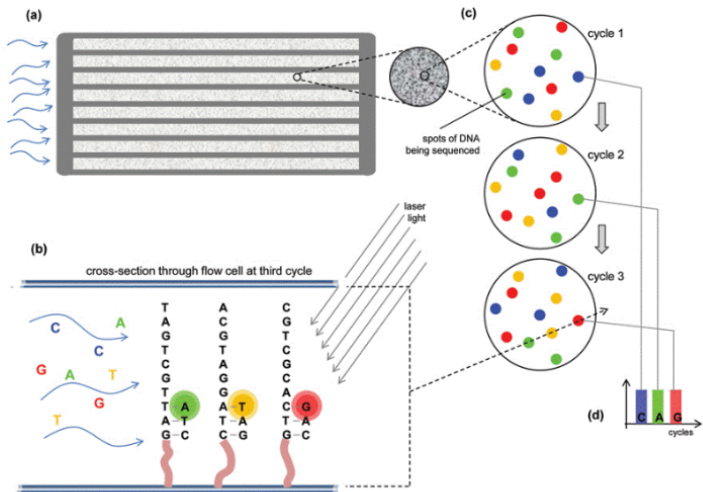 (a)
(c)
cycle 1
spots of DNA
being sequenced
cycle 2
cycle 3
laser
light
(b)
cross-section through flow cell at third cycle
C A
C
G A T
G
T
T A C
A C G
G G T
T T C
C A G
G G C
T G A
T A A T C G
A T T A T A
G C C G G C
(d)
C A G
cycles